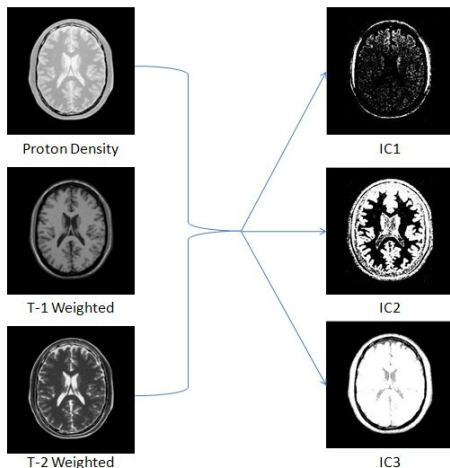 Proton Density
IC1
T-1 Weighted
IC2
T-2 Weighted
IC3